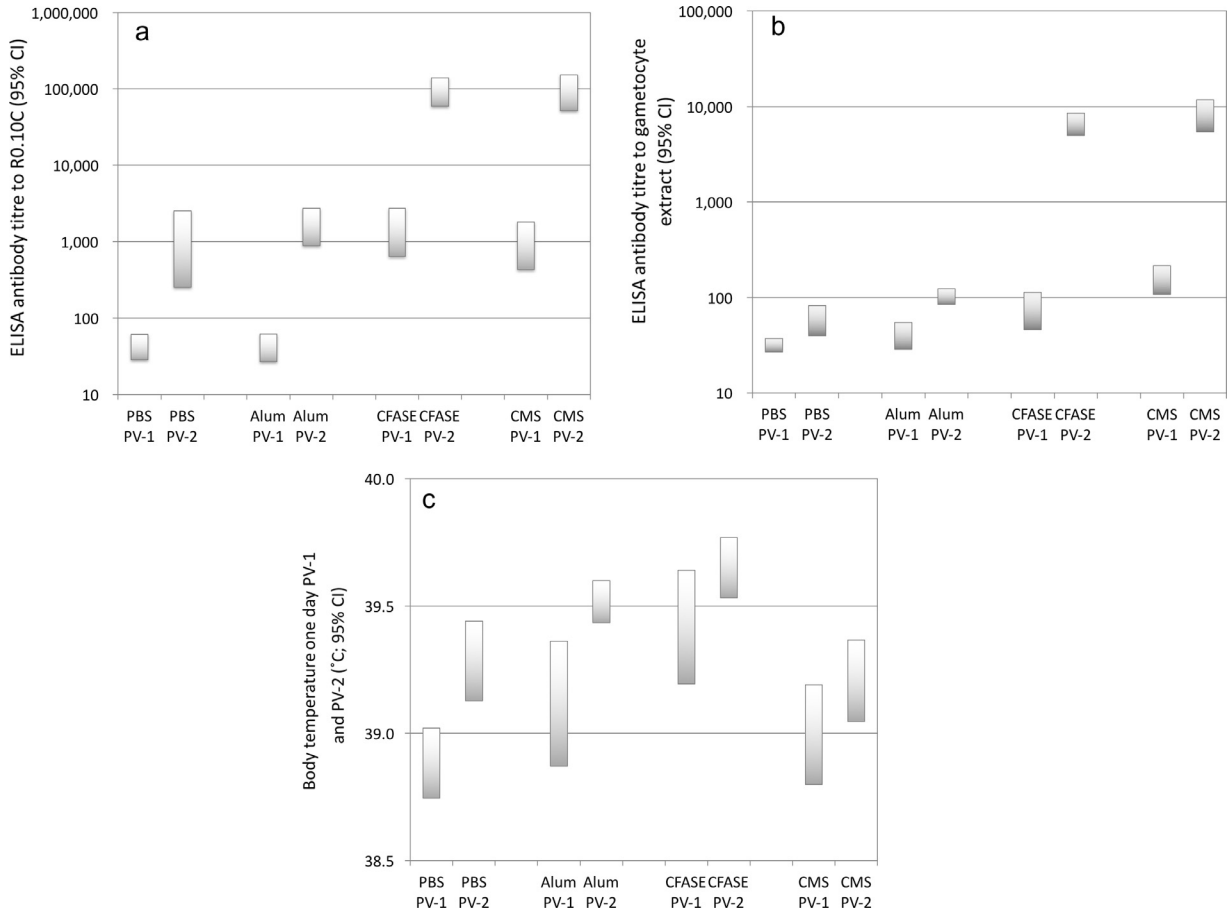 a
ELISA antibody titre to R0.10C (95% CI)
1,000,000
100,000
10,000
1,000
100
10
PBS PBS Alum Alum CFASE CFASE CMS CMS
PV-1 PV-2 PV-1 PV-2 PV-1 PV-2 PV-1 PV-2
b
ELISA antibody titre to gametocyte
extract (95% CI)
100,000
10,000
1,000
100
10
PBS PBS Alum Alum CFASE CFASE CMS CMS
PV-1 PV-2 PV-1 PV-2 PV-1 PV-2 PV-1 PV-2
c
Body temperature one day PV-1
and PV-2 (˚C; 95% CI)
40.0
39.5
39.0
38.5
PBS PBS Alum Alum CFASE CFASE CMS CMS
PV-1 PV-2 PV-1 PV-2 PV-1 PV-2 PV-1 PV-2